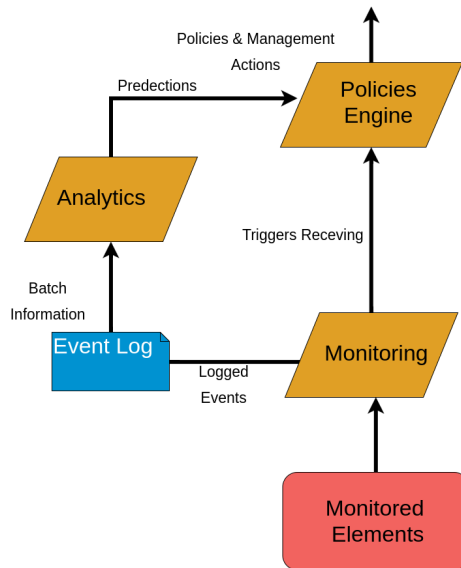 Policies & Management
Actions
Predections
Policies
Engine
Analytics
Triggers Receving
Batch
Information
Event Log
Monitoring
Logged
Events
Monitored
Elements